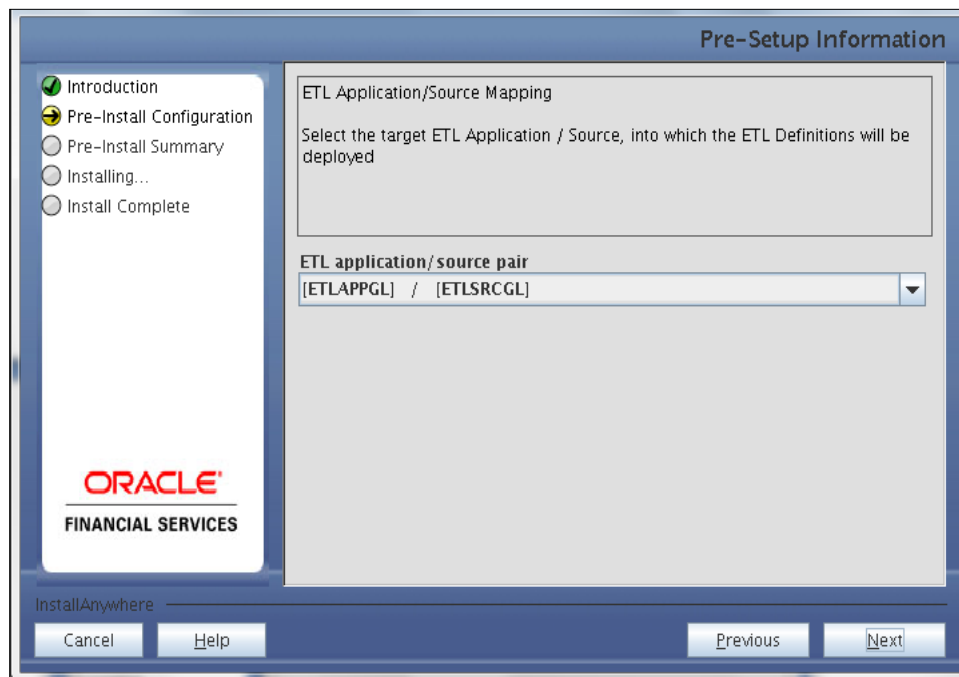 Pre-Setup Information
Introduction
Pre-Install Configuration
Pre-Install Summary
Installing...
Install Complete
ORACLE'
FINANCIAL SERVICES
ETL Application/Source Mapping
Select the target ETL Application / Source, into which the ETL Definitions will be
deployed
ETL application/source pair
[ETLAPPGL] / [ETLSRCGL]
InstallAnywhere
Cancel
Help
Previous
Next